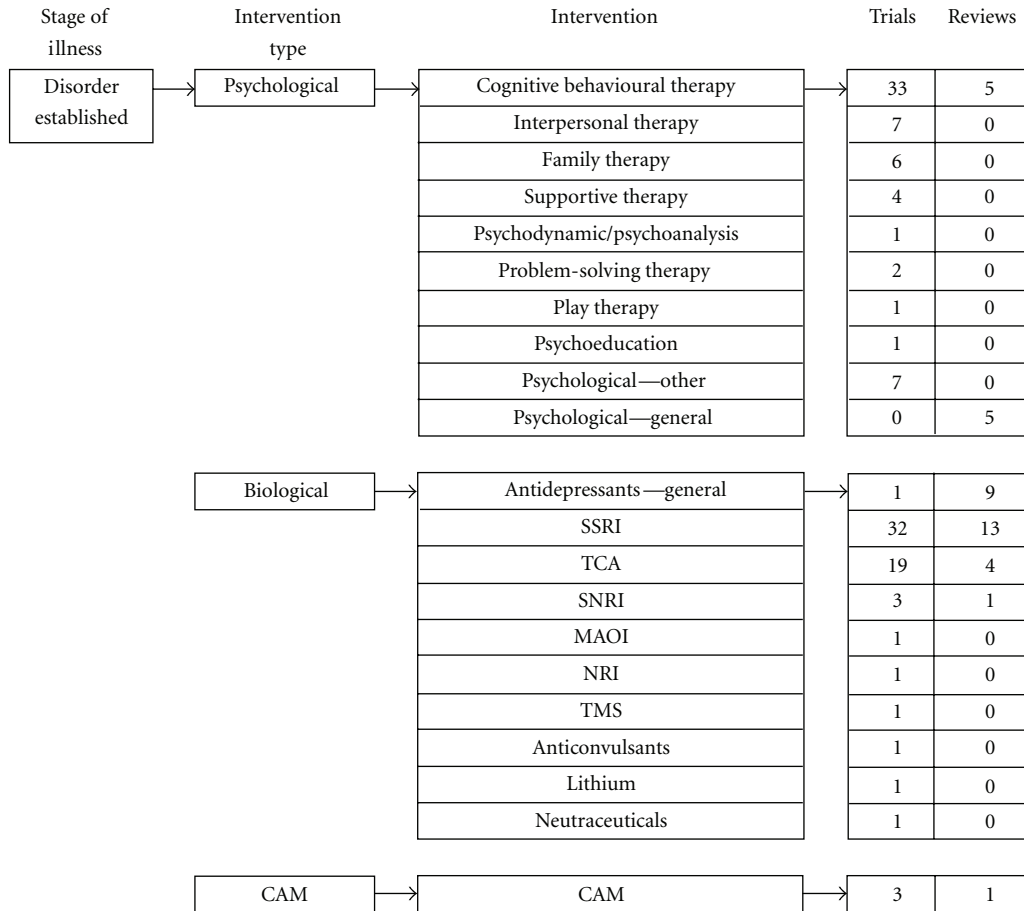 Stage of illness Intervention type Intervention Trials Reviews
Disorder established Psychological Cognitive behavioural therapy 33 5
Interpersonal therapy 7 0
Family therapy 6 0
Supportive therapy 4 0
Psychodynamic/psychoanalysis 1 0
Problem-solving therapy 2 0
Play therapy 1 0
Psychoeducation 1 0
Psychological—other 7 0
Psychological—general 0 5
Biological Antidepressants—general 1 9
SSRI 32 13
TCA 19 4
SNRI 3 1
MAOI 1 0
NRI 1 0
TMS 1 0
Anticonvulsants 1 0
Lithium 1 0
Neutraceuticals 1 0
CAM CAM 3 1